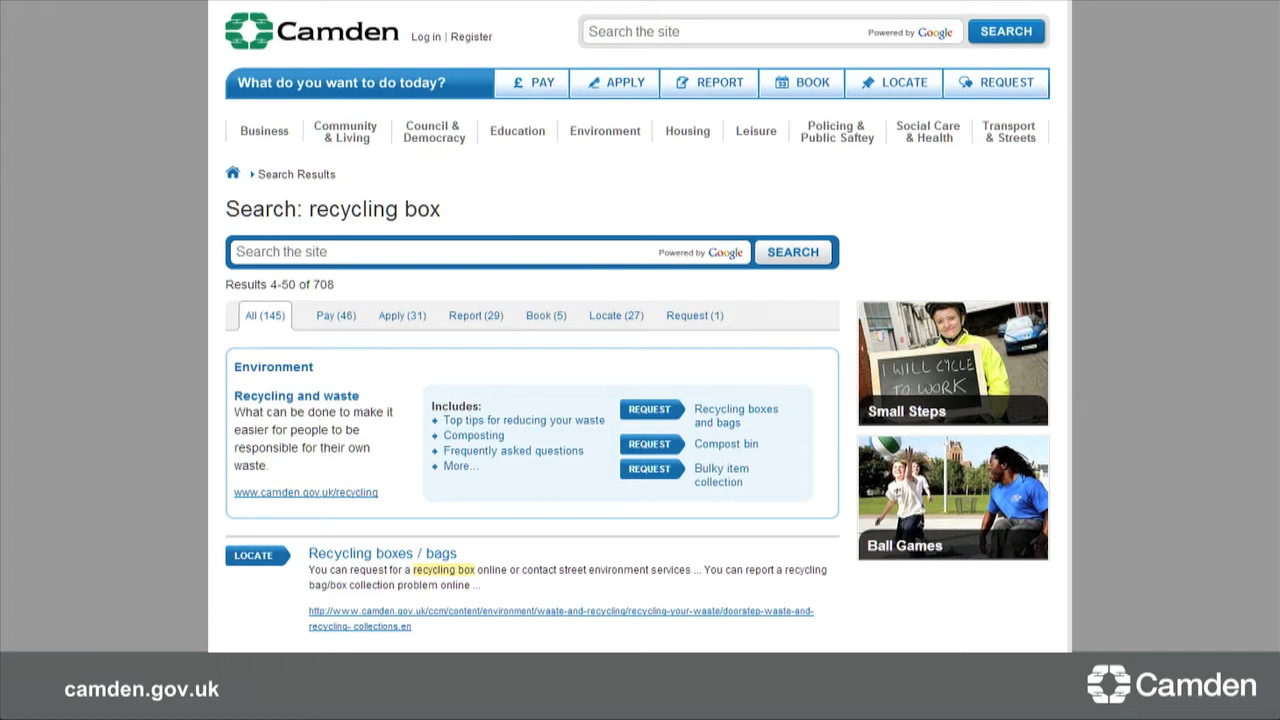 Camden
Log in | Register
Search the site
Powered by Google
SEARCH
What do you want to do today?
£ PAY
APPLY
REPORT
BOOK
LOCATE
REQUEST
Business
Community
& Living
Council &
Democracy
Education
Environment
Housing
Leisure
Policing &
Public Saftey
Social Care
& Health
Transport
& Streets
Search Results
Search: recycling box
Search the site
Powered by Google
SEARCH
Results 4-50 of 708
All (145)
Pay (46)
Apply (31)
Report (29)
Book (5)
Locate (27)
Request (1)
Environment
Recycling and waste
What can be done to make it
easier for people to be
responsible for their own
waste.
www.camden.gov.uk/recycling
Includes:
Top tips for reducing your waste
Composting
Frequently asked questions
More...
REQUEST
Recycling boxes
and bags
REQUEST
Compost bin
REQUEST
Bulky item
collection
I WILL CYCLE
TO WORK
Small Steps
Ball Games
LOCATE
Recycling boxes / bags
You can request for a recycling box online or contact street environment services ... You can report a recycling
bag/box collection problem online ...
http://www.camden.gov.uk/ccm/content/environment/waste-and-recycling/recycling-your-waste/doorstep-waste-and-
recycling- collections.en
camden.gov.uk
Camden